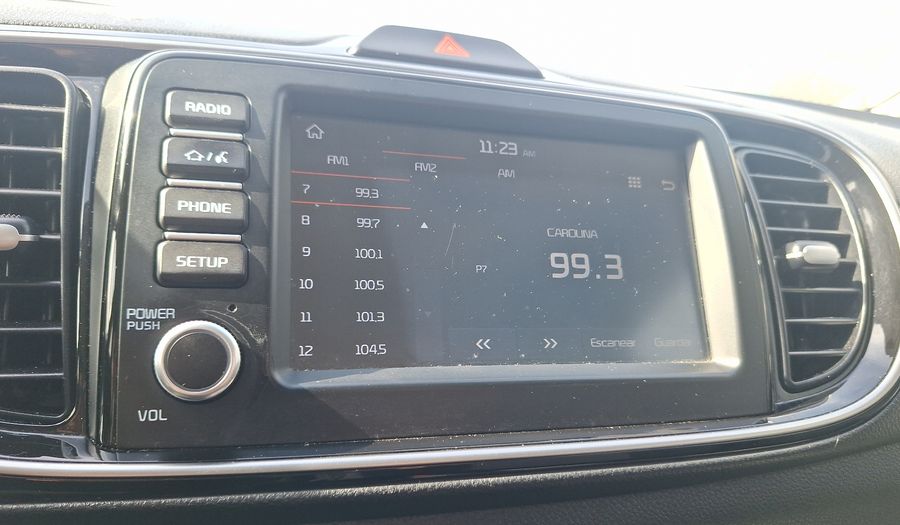 RADIO
PHONE
SETUP
POWER
PUSH
VOL
11:23 AM
FM1 FM2 AM
7 99.3
8 99.7
9 100.1
10 100.5
11 101.3
12 104.5
CAROLINA
P7 99.3
Escanear Guardar